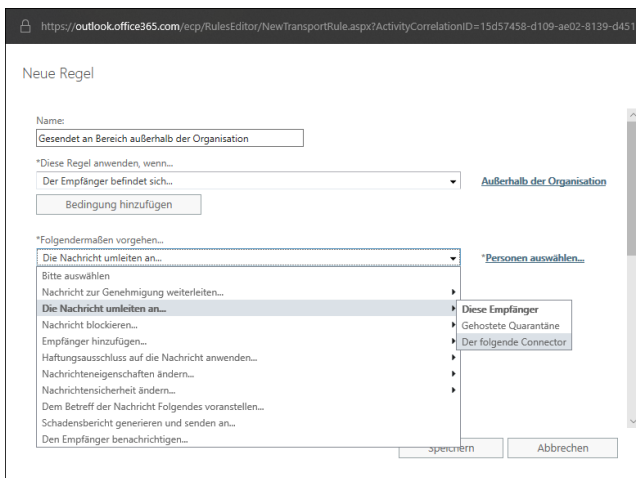 https://outlook.office365.com/ecp/RulesEditor/NewTransportRule.aspx?ActivityCorrelationID=15d57458-d109-ae02-8139-d451
Neue Regel
Name:
Gesendet an Bereich außerhalb der Organisation
*Diese Regel anwenden, wenn...
Der Empfänger befindet sich... Außerhalb der Organisation
Bedingung hinzufügen
*Folgendermaßen vorgehen...
Die Nachricht umleiten an... *Personen auswählen...
Bitte auswählen
Nachricht zur Genehmigung weiterleiten...
Die Nachricht umleiten an... Diese Empfänger
Nachricht blockieren... Gehostete Quarantäne
Empfänger hinzufügen... Der folgende Connector
Haftungsausschluss auf die Nachricht anwenden...
Nachrichteneigenschaften ändern...
Nachrichtensicherheit ändern...
Dem Betreff der Nachricht Folgendes voranstellen...
Schadensbericht generieren und senden an...
Den Empfänger benachrichtigen...
Speichern Abbrechen